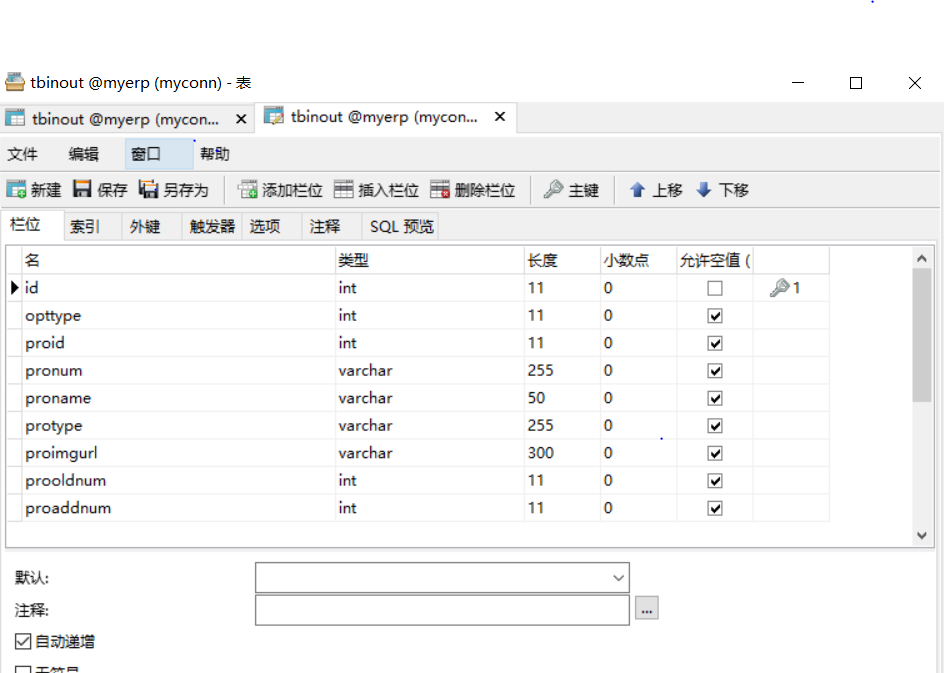 tbinout @myerp (myconn) - 表
tbinout @myerp (mycon... tbinout @myerp (mycon...
文件 编辑 窗口 帮助
新建 保存 另存为 添加栏位 插入栏位 删除栏位 主键 上移 下移
栏位 索引 外键 触发器 选项 注释 SQL 预览
名 类型 长度 小数点 允许空值 (
id int 11 0 1
opttype int 11 0
proid int 11 0
pronum varchar 255 0
proname varchar 50 0
protype varchar 255 0
proimgurl varchar 300 0
prooldnum int 11 0
proaddnum int 11 0
默认:
注释:
...
自动递增